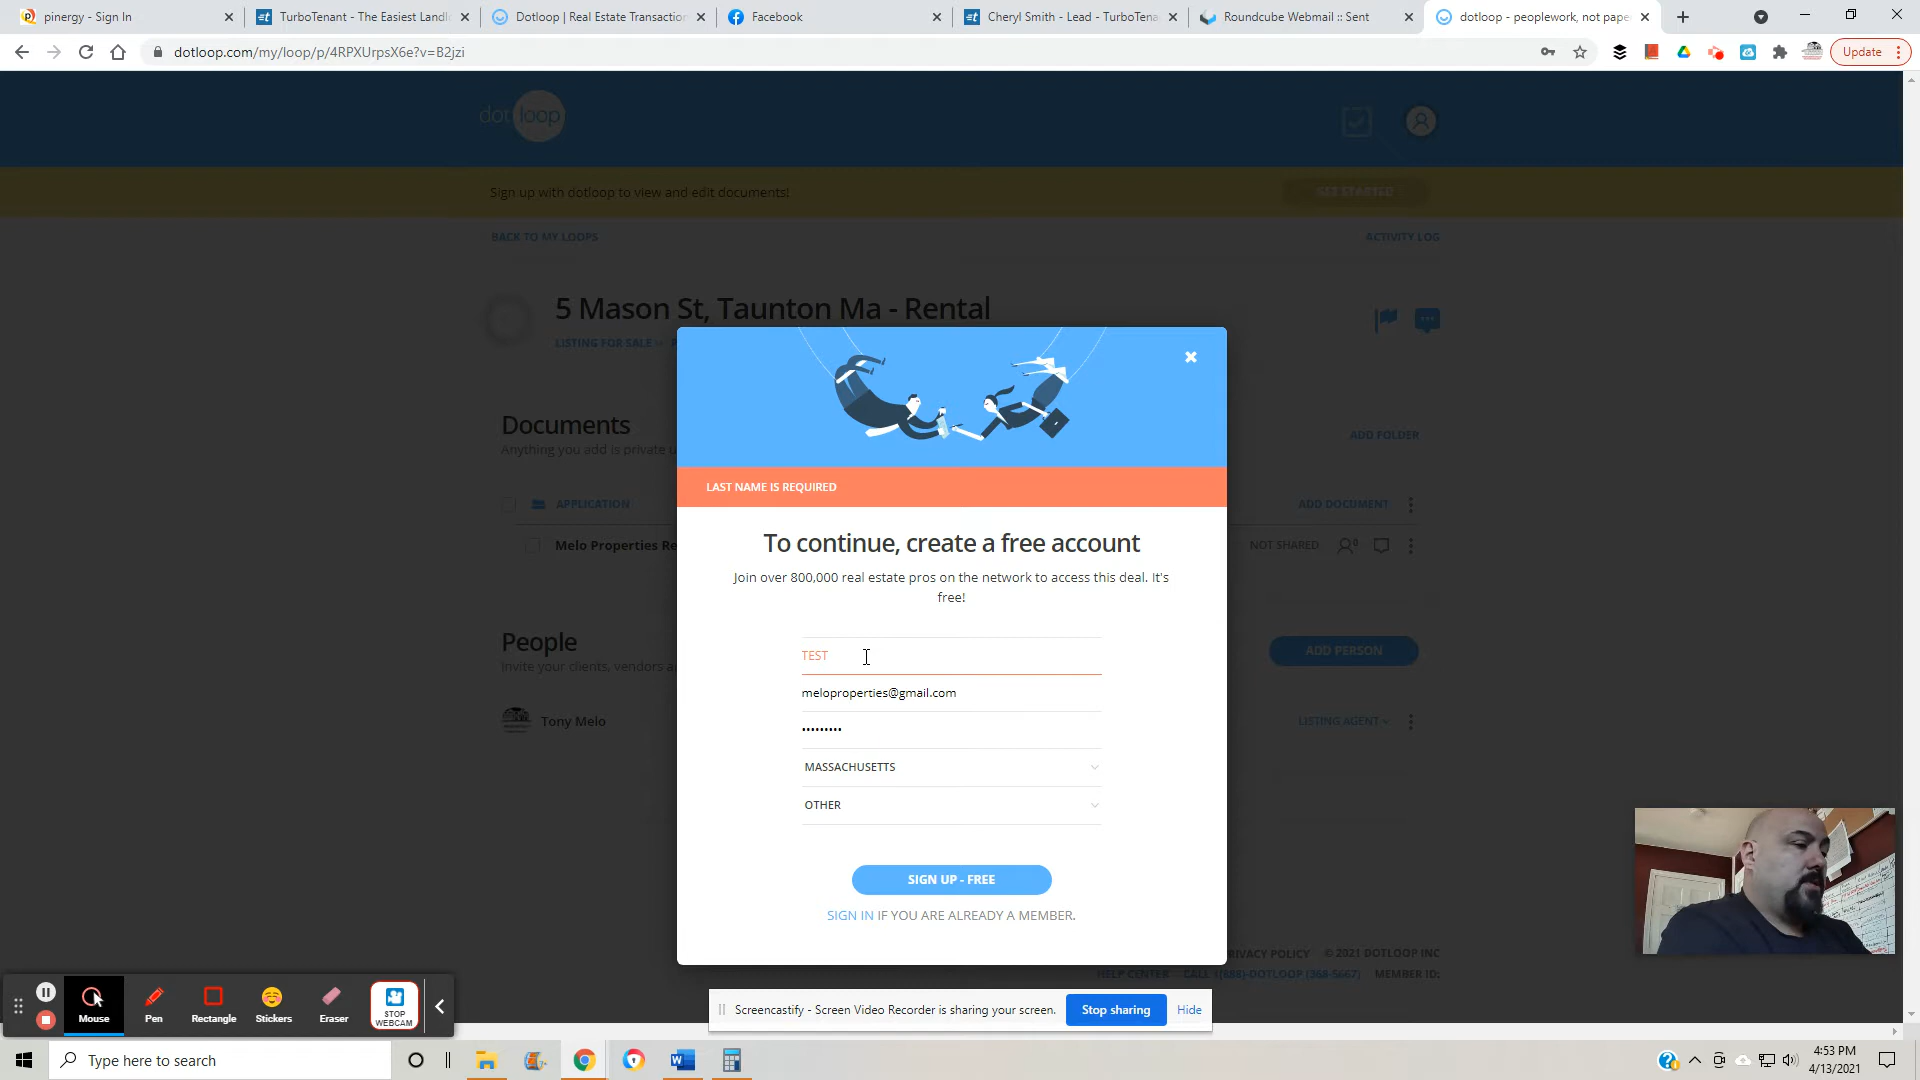 pinergy - Sign In
TurboTenant - The Easiest Landl
Dotloop | Real Estate Transaction
Facebook
Cheryl Smith - Lead - TurboTena
Roundcube Webmail :: Sent
dotloop - peoplework, not pape
dotloop.com/my/loop/p/4RPXUrpsX6e?v=B2jzi
Update
dot loop
Sign up with dotloop to view and edit documents!
GET STARTED
BACK TO MY LOOPS
ACTIVITY LOG
5 Mason St, Taunton Ma - Rental
LISTING FOR SALE
Documents
Anything you add is private u
ADD FOLDER
APPLICATION
ADD DOCUMENT
Melo Properties Re
NOT SHARED
People
Invite your clients, vendors a
ADD PERSON
Tony Melo
LISTING AGENT
LAST NAME IS REQUIRED
To continue, create a free account
Join over 800,000 real estate pros on the network to access this deal. It's
free!
TEST
meloproperties@gmail.com
•••••••••
MASSACHUSETTS
OTHER
SIGN UP - FREE
SIGN IN IF YOU ARE ALREADY A MEMBER.
RIVACY POLICY © 2021 DOTLOOP INC
HELP CENTER CALL 1(888)-DOTLOOP (368-5667) MEMBER ID:
Mouse
Pen
Rectangle
Stickers
Eraser
STOP
WEBCAM
Screencastify - Screen Video Recorder is sharing your screen.
Stop sharing
Hide
Type here to search
4:53 PM
4/13/2021